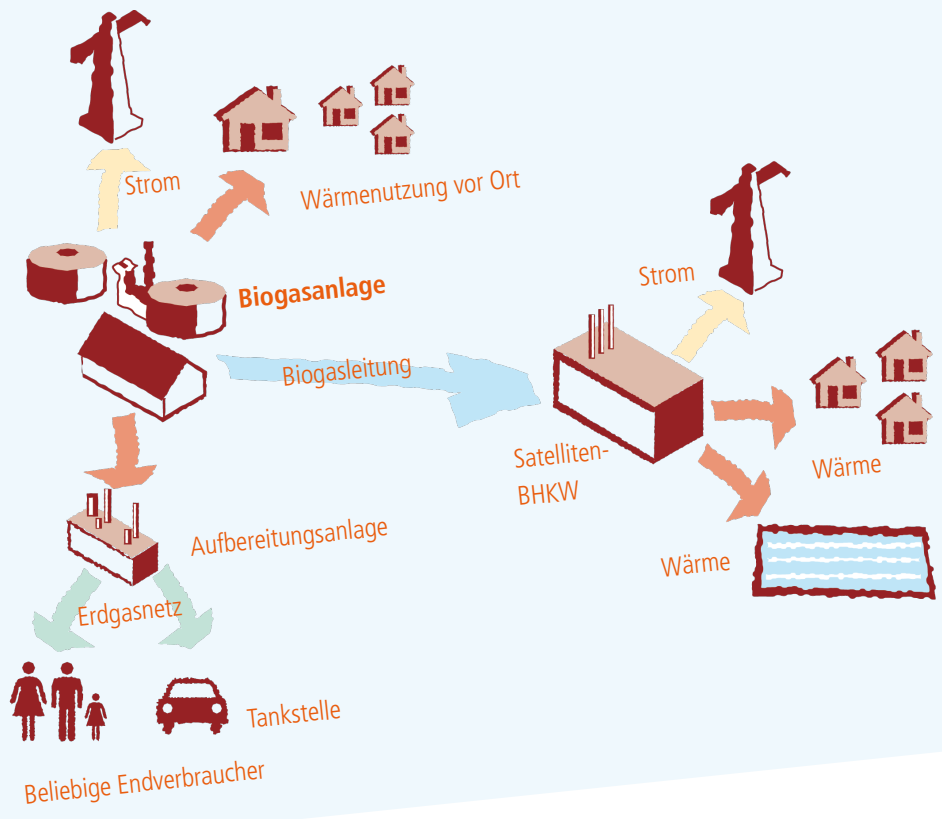 Strom
Wärmenutzung vor Ort
Biogasanlage
Strom
Biogasleitung
Satelliten-
BHKW
Wärme
Wärme
Aufbereitungsanlage
Erdgasnetz
Tankstelle
Beliebige Endverbraucher